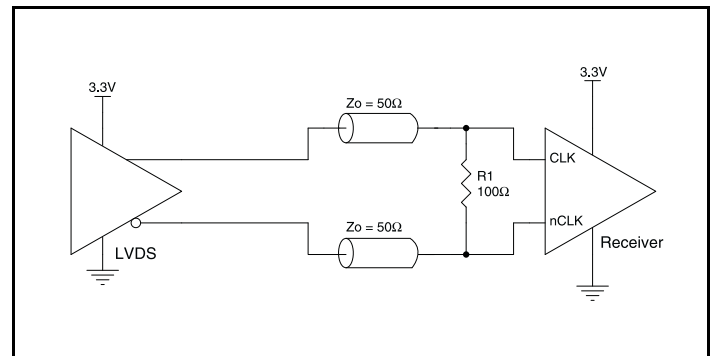 3.3V
3.3V
Zo = 50Ω
CLK
R1
100Ω
nCLK
Zo = 50Ω
Receiver
LVDS